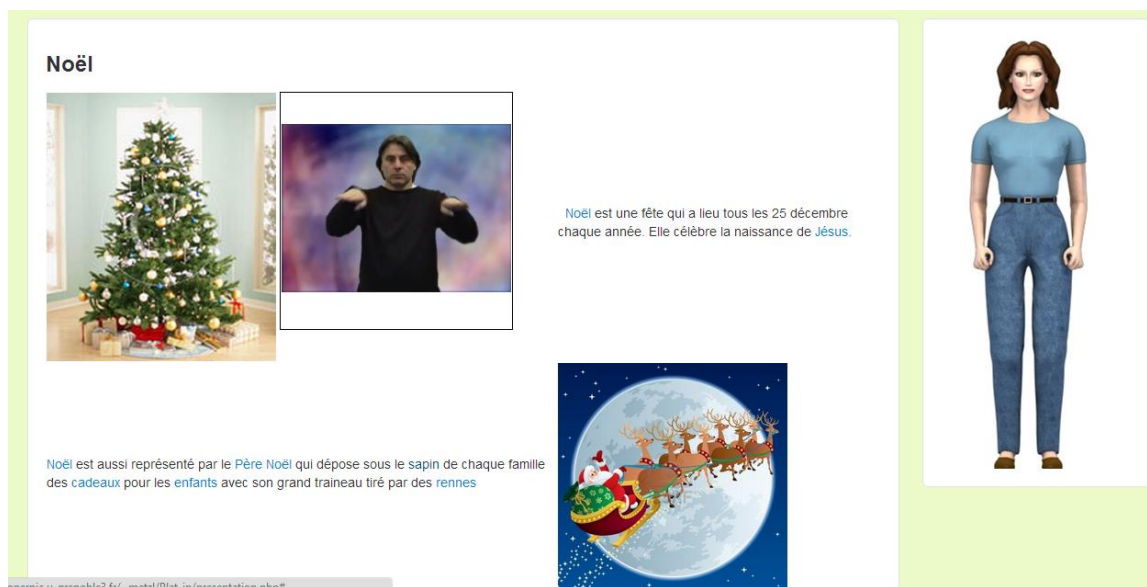 Noël
Noël est une fête qui a lieu tous les 25 décembre
chaque année. Elle célèbre la naissance de Jésus.
Noël est aussi représenté par le Père Noël qui dépose sous le sapin de chaque famille
des cadeaux pour les enfants avec son grand traineau tiré par des rennes